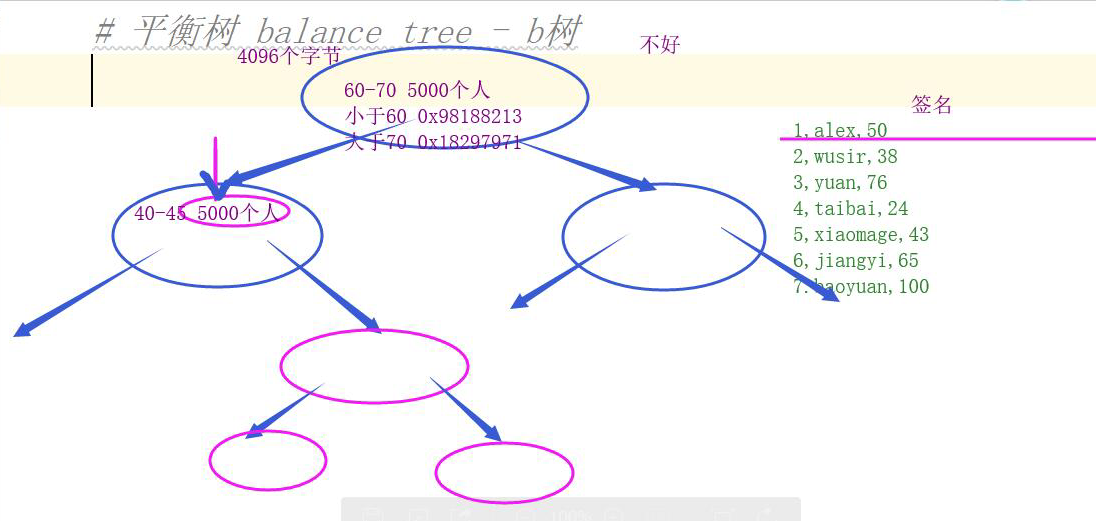 # 平衡树 balance tree - b树
4096个字节
不好
60-70 5000个人
小于60 0x98188213
大于70 0x18297971
40-45 5000个人
签名
1,alex,50
2,wusir,38
3,yuan,76
4,taibai,24
5,xiaomage,43
6,jiangyi,65
7.baoyuan,100
100%